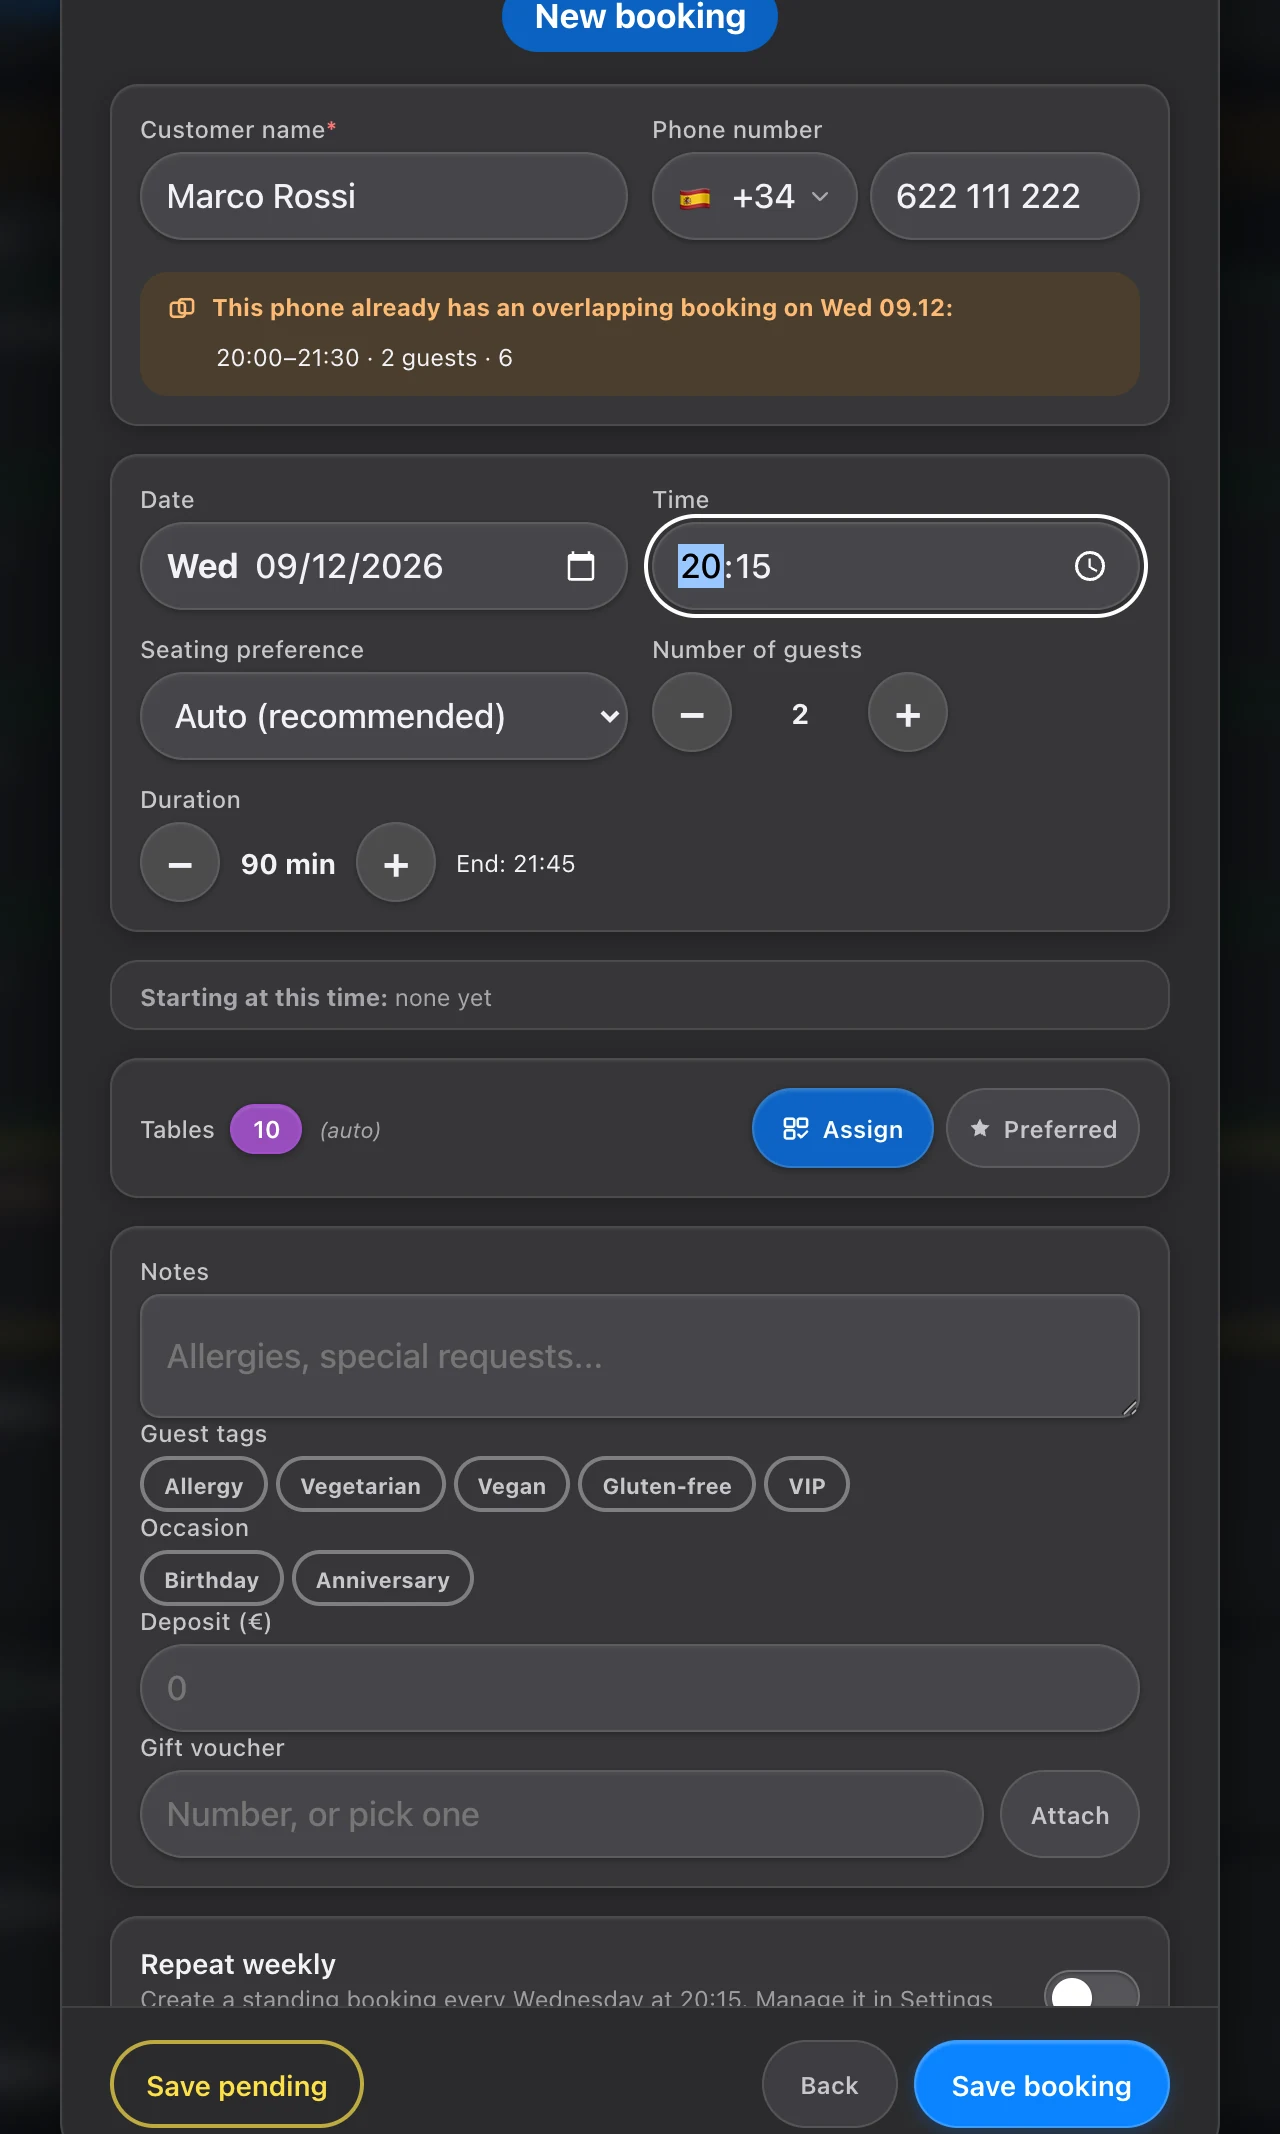 New booking
Customer name*
Phone number
Marco Rossi
+34
622 111 222
This phone already has an overlapping booking on Wed 09.12:
20:00–21:30 · 2 guests · 6
Date
Time
Wed 09/12/2026
20:15
Seating preference
Number of guests
Auto (recommended)
2
Duration
90 min
End: 21:45
Starting at this time: none yet
Tables 10 (auto)
Assign
Preferred
Notes
Allergies, special requests...
Guest tags
Allergy
Vegetarian
Vegan
Gluten-free
VIP
Occasion
Birthday
Anniversary
Deposit (€)
0
Gift voucher
Number, or pick one
Attach
Repeat weekly
Create a standing booking every Wednesday at 20:15. Manage it in Settings
Save pending
Back
Save booking